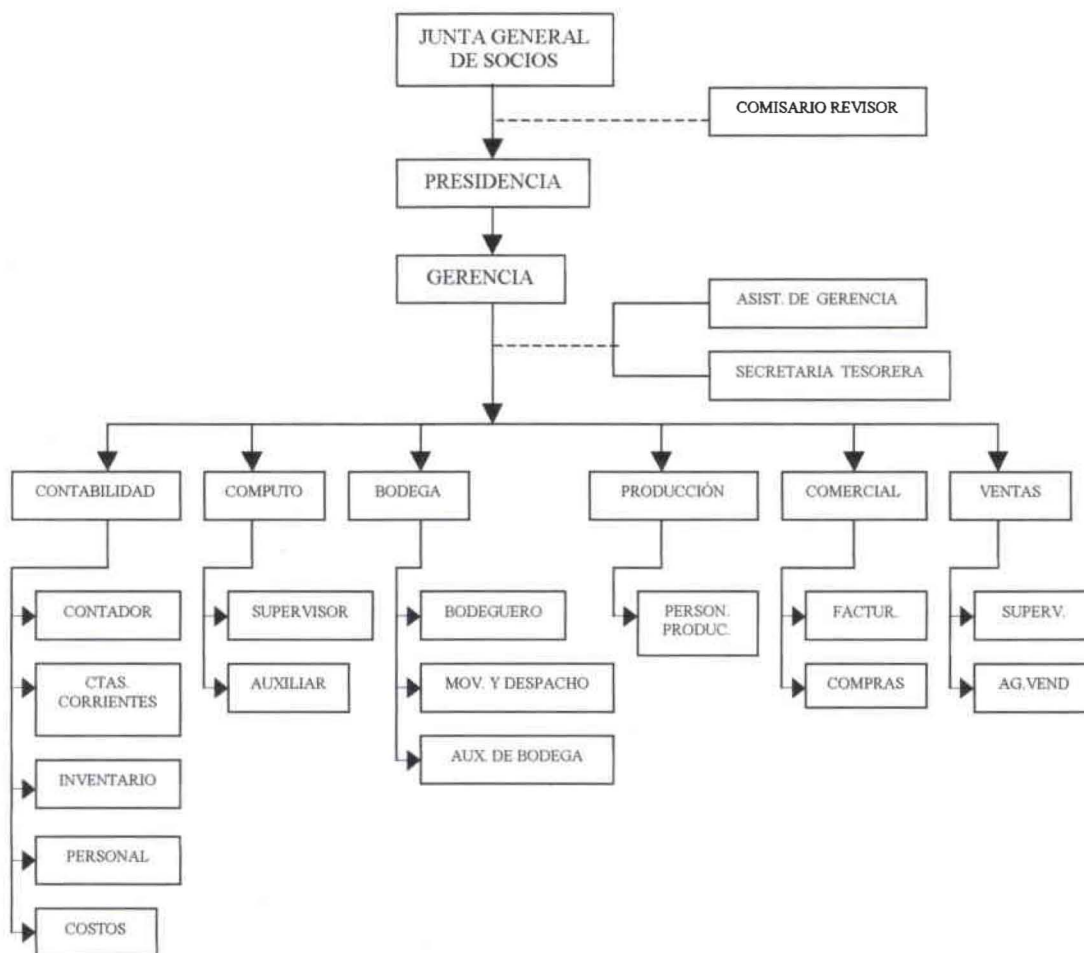 JUNTA GENERAL
DE SOCIOS
COMISARIO REVISOR
PRESIDENCIA
GERENCIA
ASIST. DE GERENCIA
SECRETARIA TESORERA
CONTABILIDAD
COMPUTO
BODEGA
PRODUCCIÓN
COMERCIAL
VENTAS
CONTADOR
CTAS.
CORRIENTES
INVENTARIO
PERSONAL
COSTOS
SUPERVISOR
AUXILIAR
BODEGUERO
MOV. Y DESPACHO
AUX. DE BODEGA
PERSON.
PRODUC.
FACTUR.
COMPRAS
SUPERV.
AG.VEND